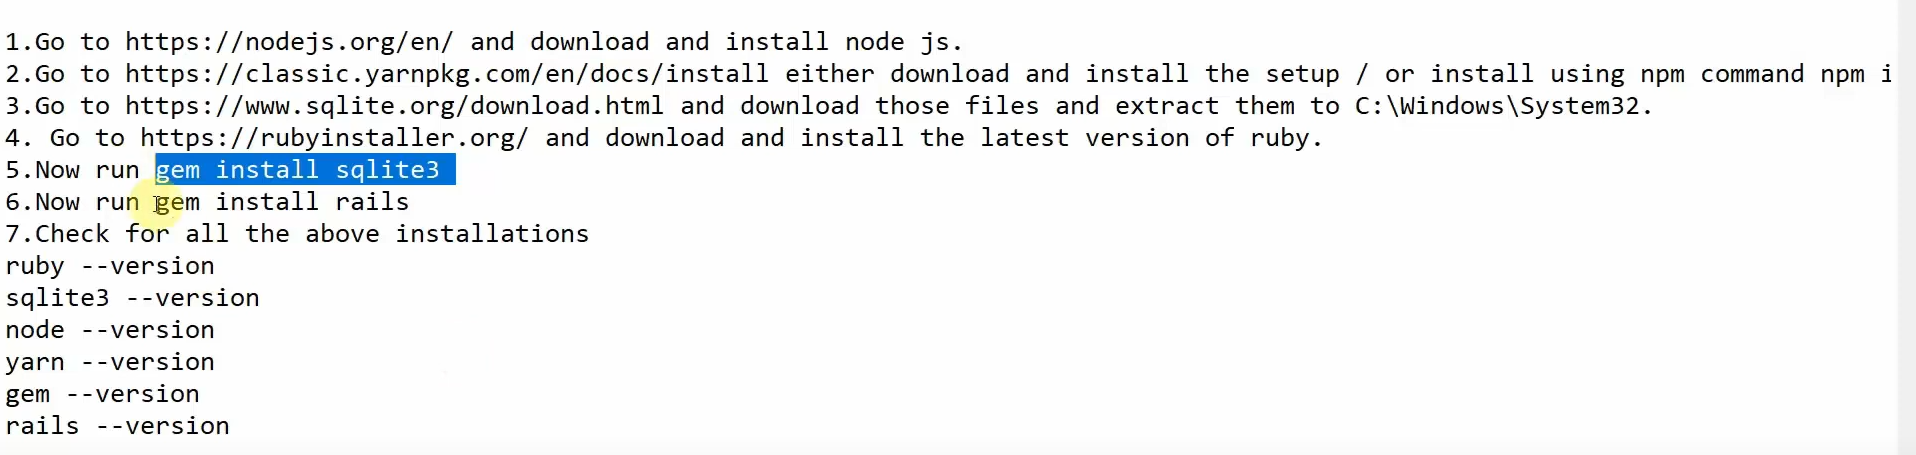 1.Go to https://nodejs.org/en/ and download and install node js.
2.Go to https://classic.yarnpkg.com/en/docs/install either download and install the setup / or install using npm command npm i
3.Go to https://www.sqlite.org/download.html and download those files and extract them to C:\Windows\System32.
4. Go to https://rubyinstaller.org/ and download and install the latest version of ruby.
5.Now run gem install sqlite3
6.Now run gem install rails
7.Check for all the above installations
ruby --version
sqlite3 --version
node --version
yarn --version
gem --version
rails --version